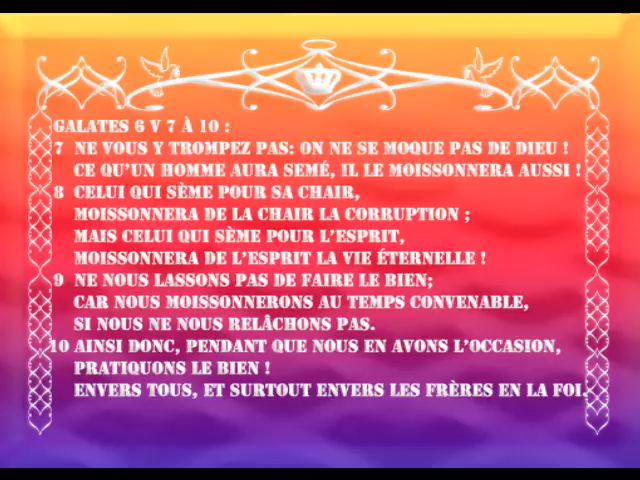 GALATES 6 V 7 À 10 :
7 NE VOUS Y TROMPEZ PAS: ON NE SE MOQUE PAS DE DIEU !
CE QU'UN HOMME AURA SEMÉ, IL LE MOISSONNERA AUSSI !
8 CELUI QUI SÈME POUR SA CHAIR,
MOISSONNERA DE LA CHAIR LA CORRUPTION ;
MAIS CELUI QUI SÈME POUR L'ESPRIT,
MOISSONNERA DE L'ESPRIT LA VIE ÉTERNELLE !
9 NE NOUS LASSONS PAS DE FAIRE LE BIEN;
CAR NOUS MOISSONNERONS AU TEMPS CONVENABLE,
SI NOUS NE NOUS RELÂCHONS PAS.
10 AINSI DONC, PENDANT QUE NOUS EN AVONS L'OCCASION,
PRATIQUONS LE BIEN !
ENVERS TOUS, ET SURTOUT ENVERS LES FRÈRES EN LA FOI.